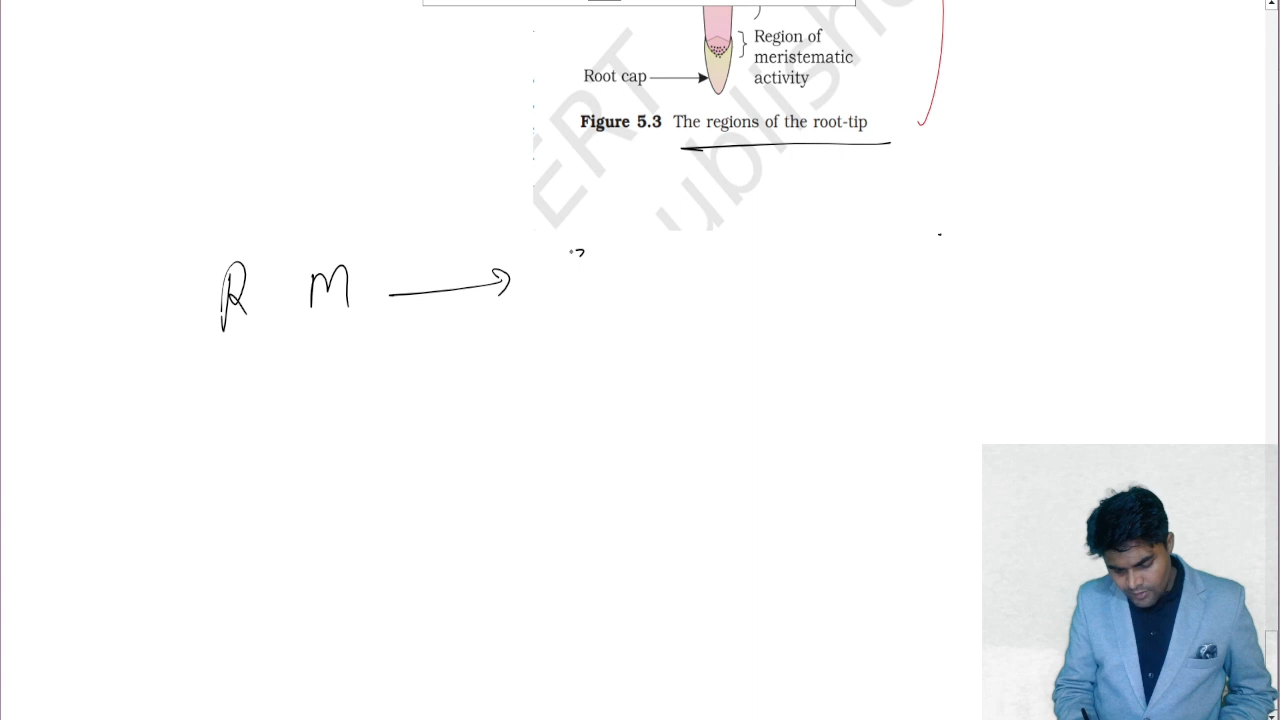 Region of
meristematic
activity
Root cap
Figure 5.3 The regions of the root-tip
R M →